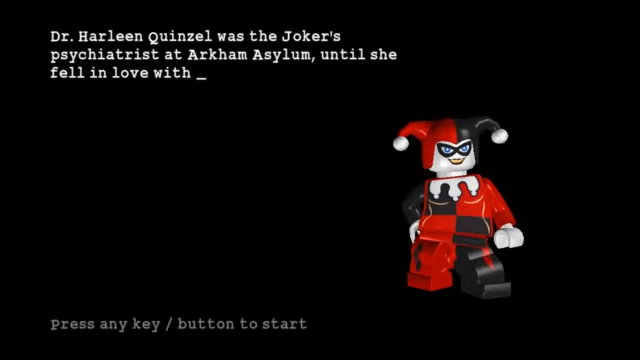 Dr. Harleen Quinzel was the Joker's
psychiatrist at Arkham Asylum, until she
fell in love with _
Press any key / button to start